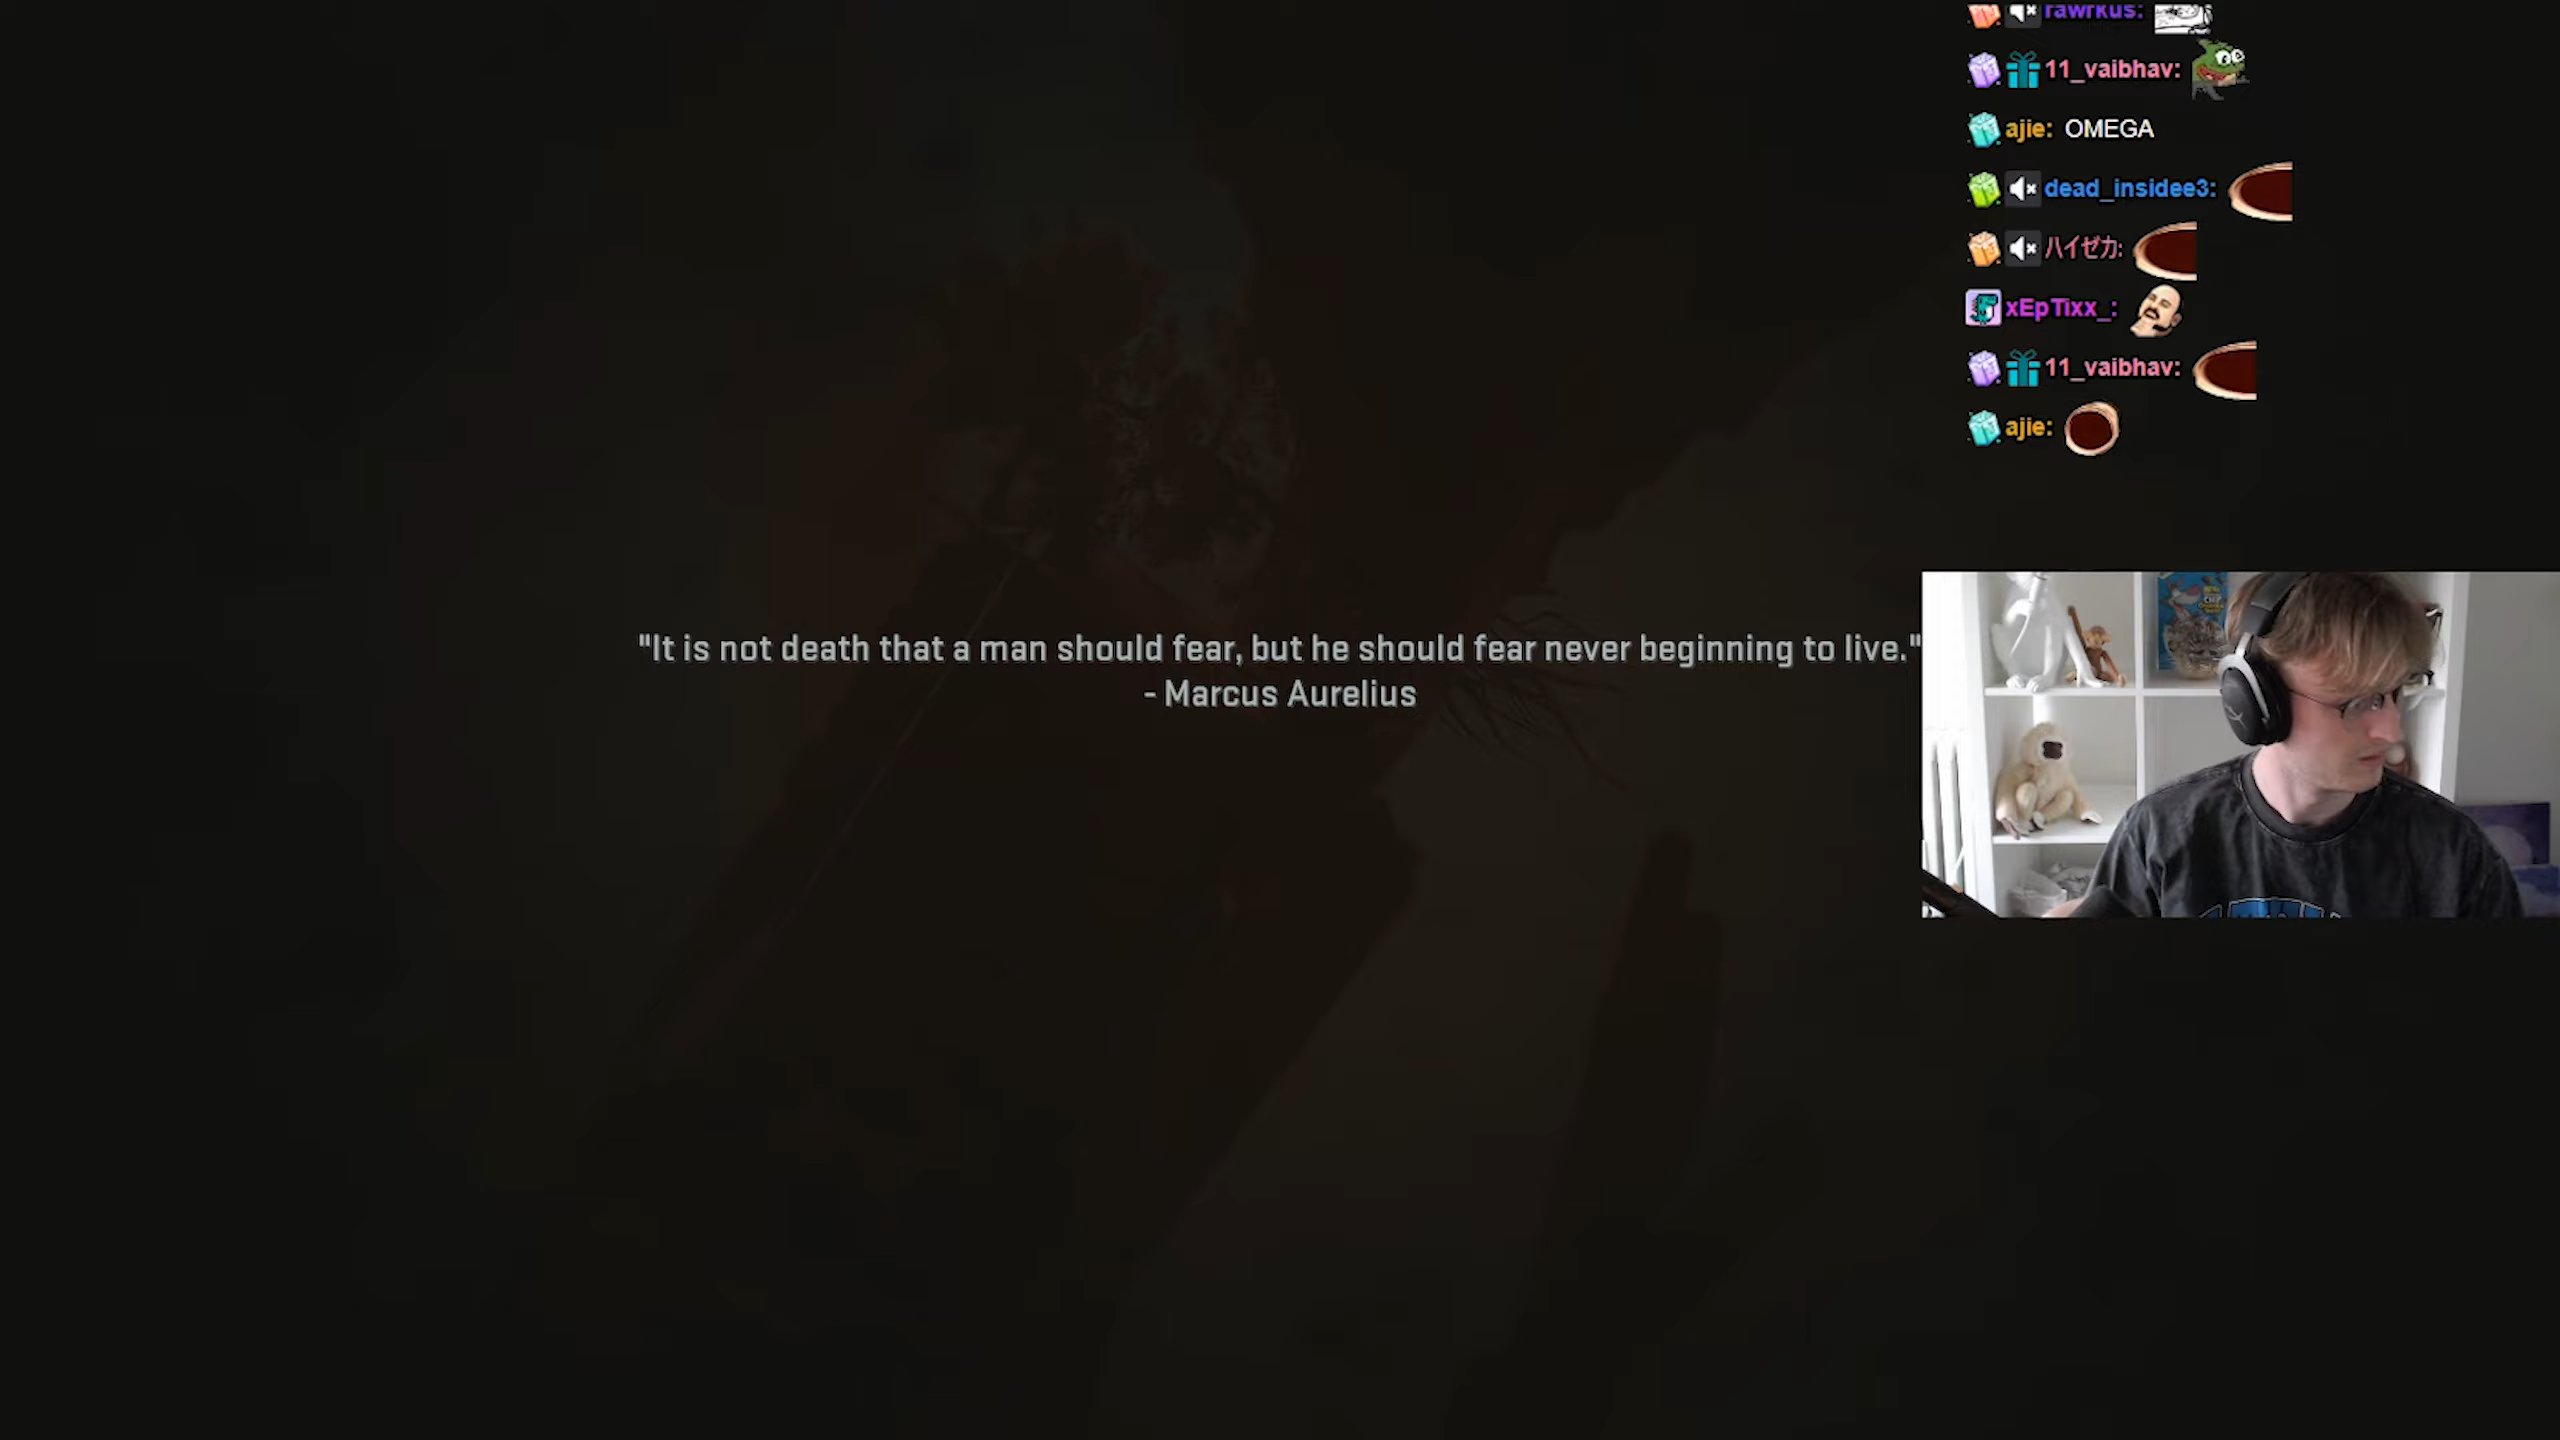 rawrkus:
11_vaibhav:
ajie: OMEGA
dead_insidee3:
ハイゼカ:
xEpTixx_:
11_vaibhav:
ajie:
"It is not death that a man should fear, but he should fear never beginning to live."
- Marcus Aurelius